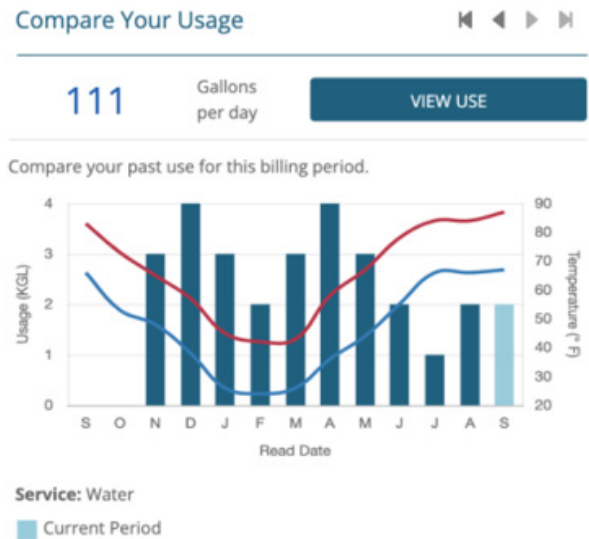 Compare Your Usage
111
Gallons
per day
VIEW USE
Compare your past use for this billing period.
4
3
2
1
0
Usage (KGL)
90
80
70
60
50
40
30
20
Temperature (° F)
S O N D J F M A M J J A S
Read Date
Service: Water
Current Period